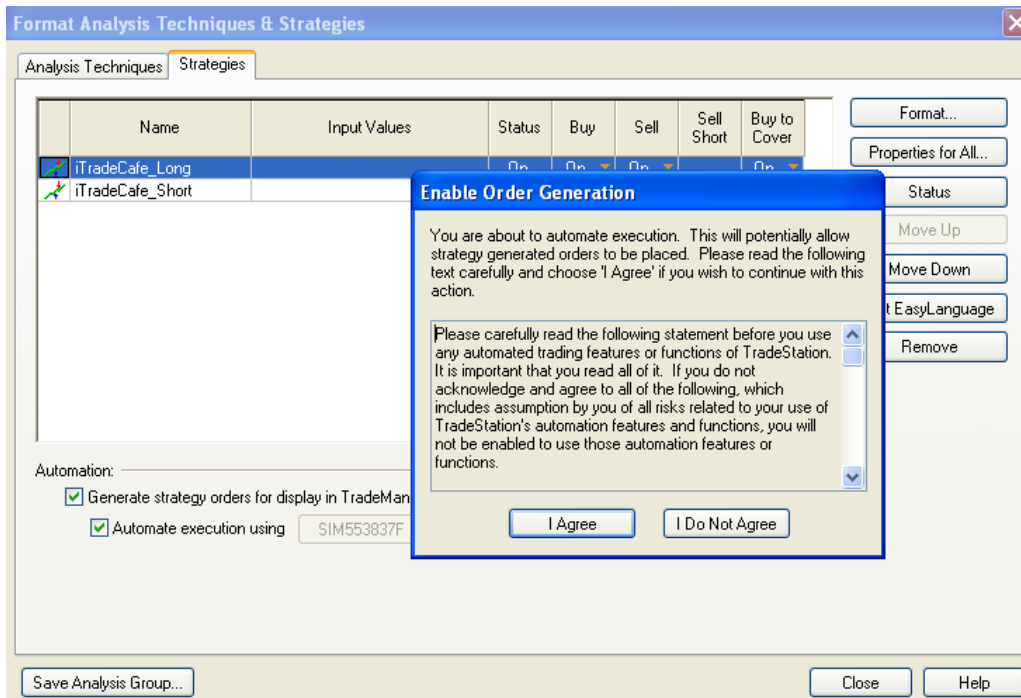 Format Analysis Techniques & Strategies
Analysis Techniques
Strategies
Name
Input Values
Status
Buy
Sell
Sell Short
Buy to Cover
iTradeCafe_Long
On
On
On
On
iTradeCafe_Short
Format...
Properties for All...
Status
Move Up
Move Down
t EasyLanguage
Remove
Enable Order Generation
You are about to automate execution. This will potentially allow
strategy generated orders to be placed. Please read the following
text carefully and choose 'I Agree' if you wish to continue with this
action.
Please carefully read the following statement before you use
any automated trading features or functions of TradeStation.
It is important that you read all of it. If you do not
acknowledge and agree to all of the following, which
includes assumption by you of all risks related to your use of
TradeStation's automation features and functions, you will
not be enabled to use those automation features or
functions.
I Agree
I Do Not Agree
Automation:
Generate strategy orders for display in TradeMan
Automate execution using
SIM553837F
Save Analysis Group...
Close
Help